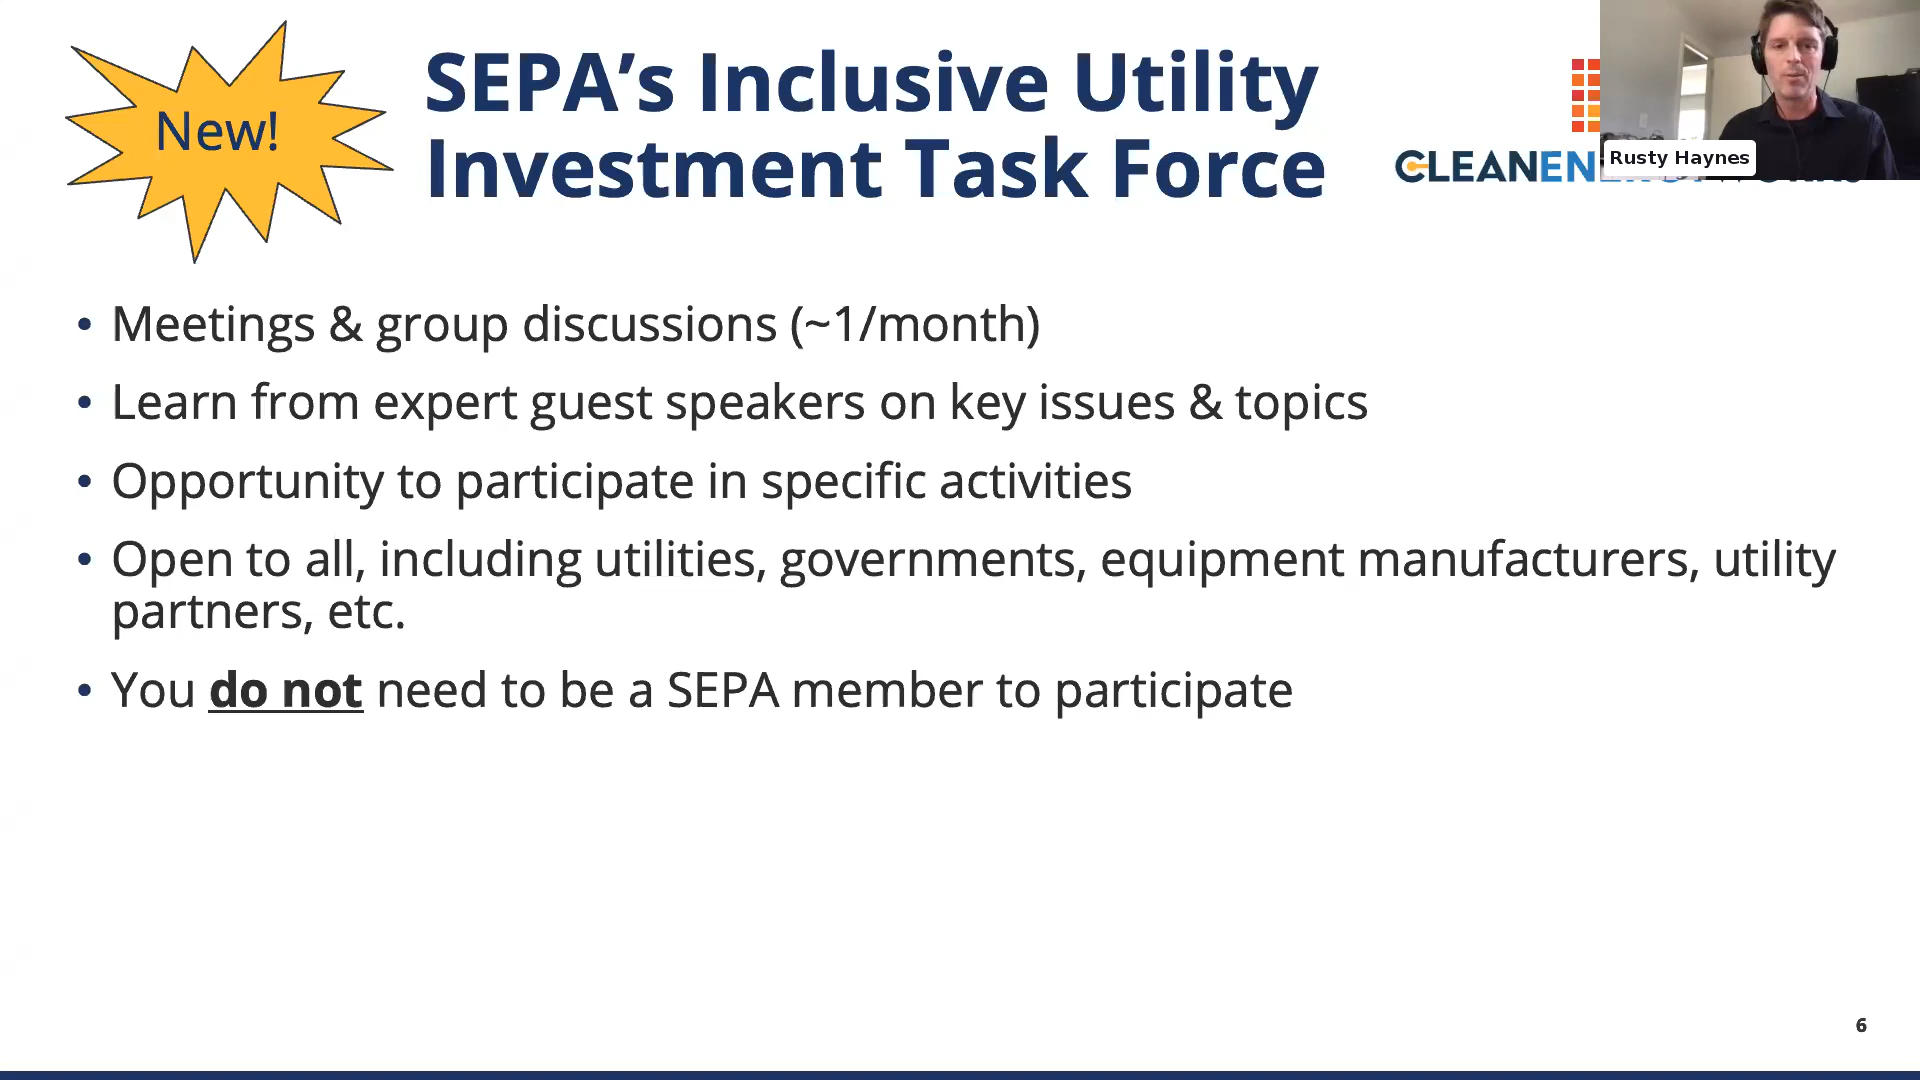 New!
SEPA’s Inclusive Utility
Investment Task Force
Rusty Haynes
• Meetings & group discussions (~1/month)
• Learn from expert guest speakers on key issues & topics
• Opportunity to participate in specific activities
• Open to all, including utilities, governments, equipment manufacturers, utility
partners, etc.
• You do not need to be a SEPA member to participate
6